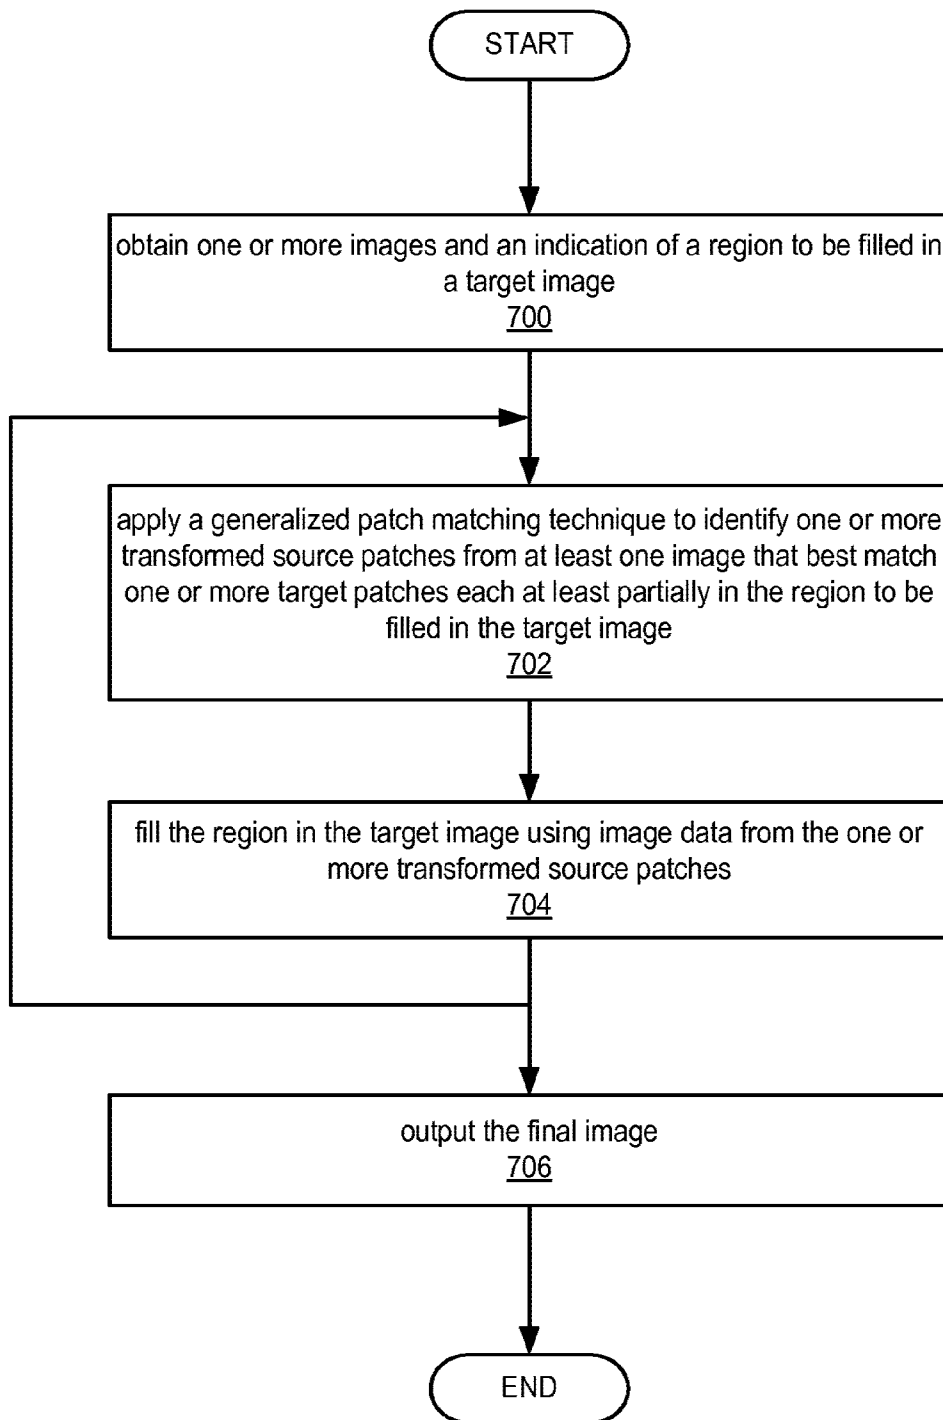 START
obtain one or more images and an indication of a region to be filled in
a target image
700
apply a generalized patch matching technique to identify one or more
transformed source patches from at least one image that best match
one or more target patches each at least partially in the region to be
filled in the target image
702
fill the region in the target image using image data from the one or
more transformed source patches
704
output the final image
706
END